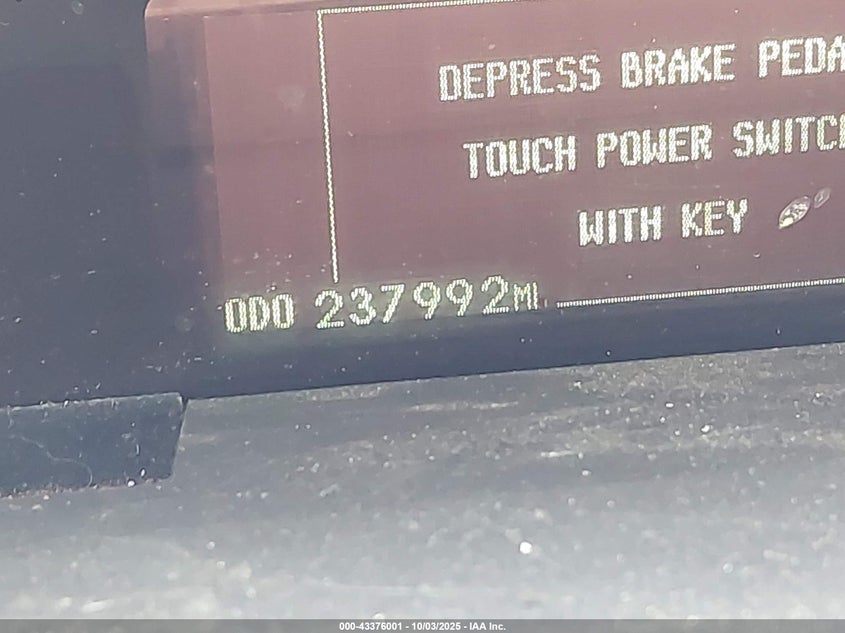 DEPRESS BRAKE PEDA
TOUCH POWER SWITC
WITH KEY
ODO 237992MI
000-43376001 - 10/03/2025 - IAA Inc.